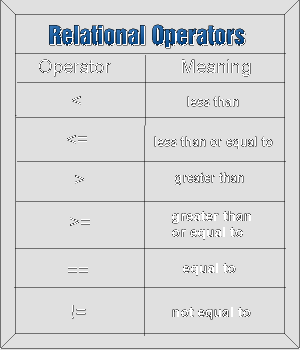 Relational Operators
Operator Meaning
< less than
<= less than or equal to
> greater than
>= greater than
or equal to
== equal to
!= not equal to